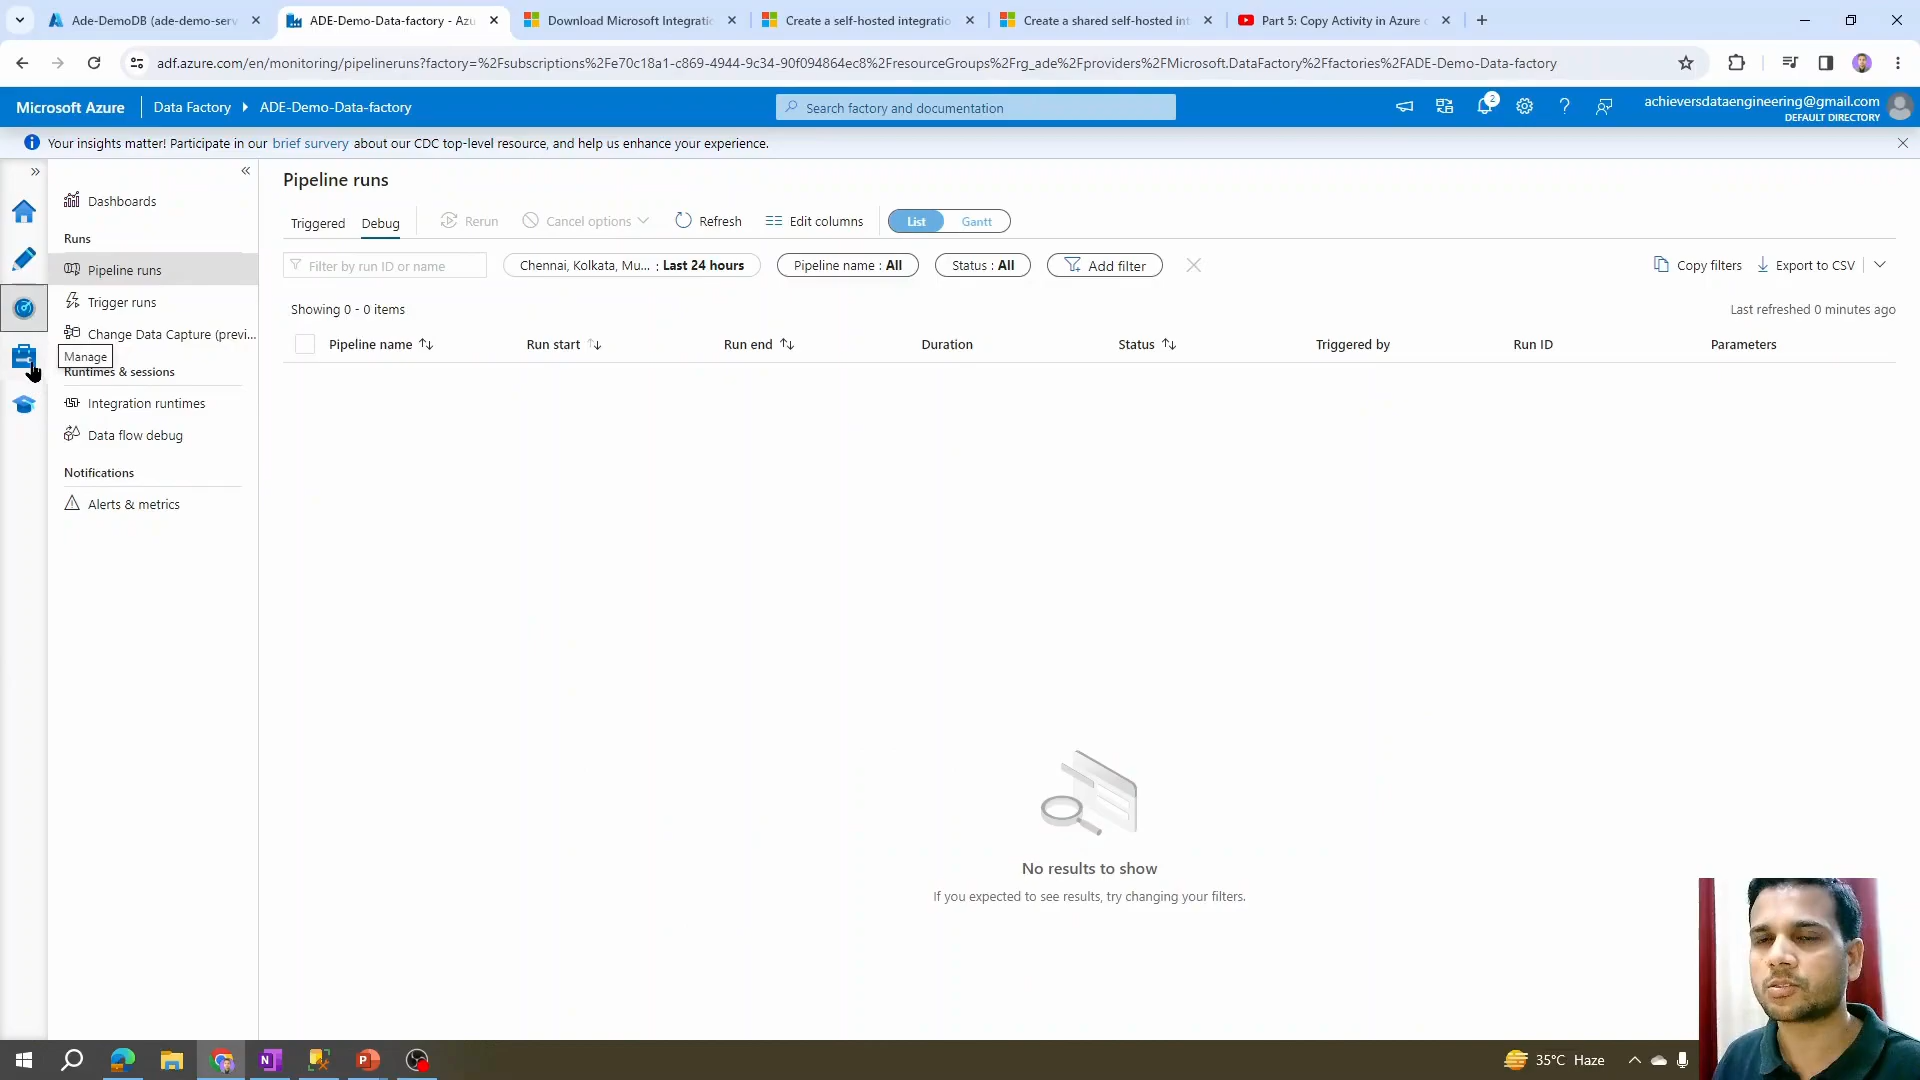 Ade-DemoDB (ade-demo-serv
ADE-Demo-Data-factory - Azu
Download Microsoft Integratio
Create a self-hosted integratio
Create a shared self-hosted int
Part 5: Copy Activity in Azure
adf.azure.com/en/monitoring/pipelineruns?factory=%2Fsubscriptions%2Fe70c18a1-c869-4944-9c34-90f094864ec8%2FresourceGroups%2Frg_ade%2Fproviders%2FMicrosoft.DataFactory%2Ffactories%2FADE-Demo-Data-factory
Microsoft Azure
Data Factory
ADE-Demo-Data-factory
Search factory and documentation
2
achieversdataengineering@gmail.com
DEFAULT DIRECTORY
Your insights matter! Participate in our brief survey about our CDC top-level resource, and help us enhance your experience.
Dashboards
Runs
Pipeline runs
Trigger runs
Change Data Capture (previ...
Manage
Runtimes & sessions
Integration runtimes
Data flow debug
Notifications
Alerts & metrics
Pipeline runs
Triggered Debug Rerun Cancel options Refresh Edit columns List Gantt
Filter by run ID or name Chennai, Kolkata, Mu... : Last 24 hours Pipeline name : All Status : All Add filter Copy filters Export to CSV
Showing 0 - 0 items Last refreshed 0 minutes ago
Pipeline name Run start Run end Duration Status Triggered by Run ID Parameters
No results to show
If you expected to see results, try changing your filters.
35°C Haze